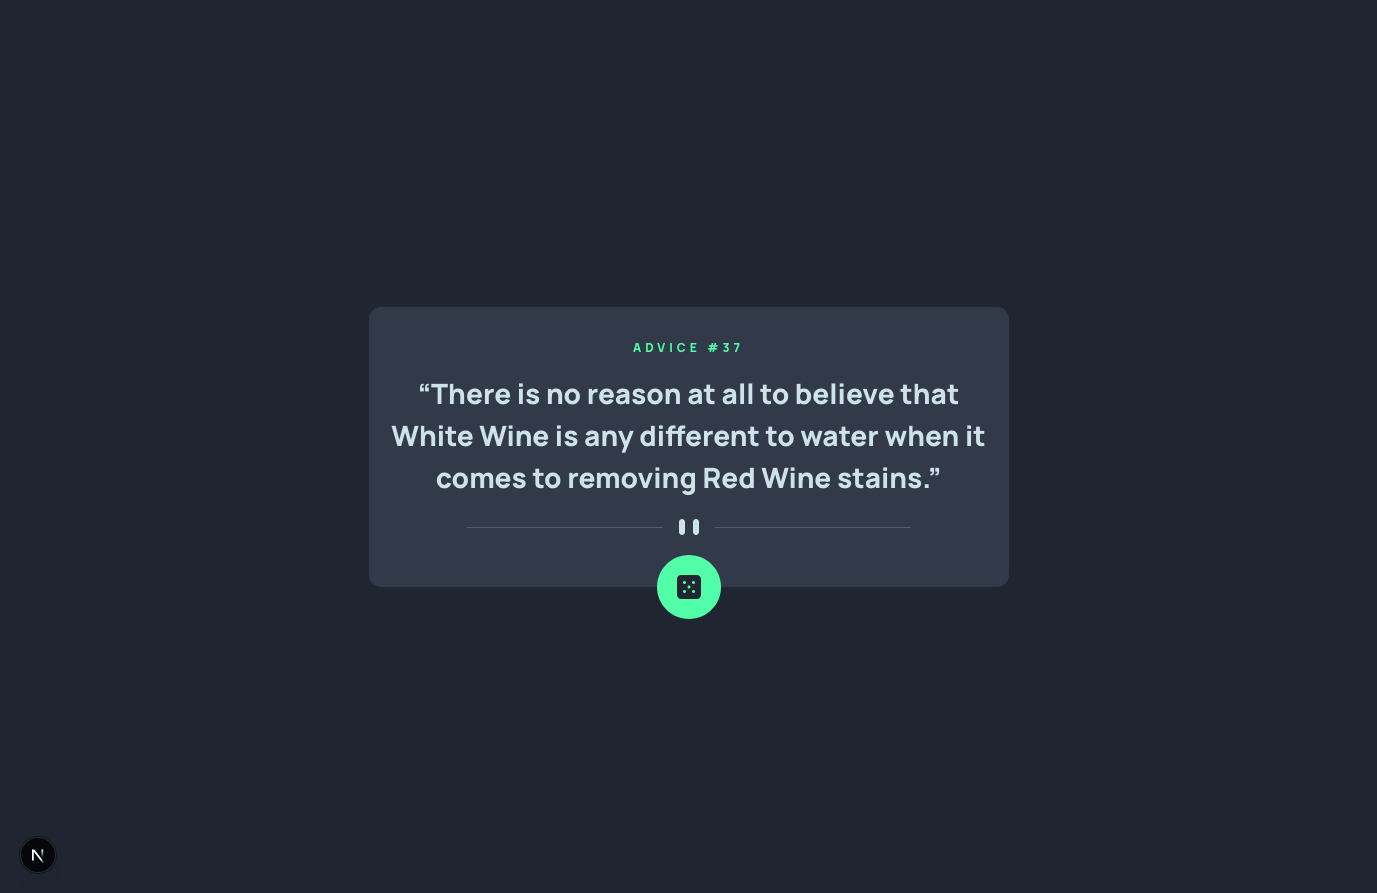 ADVICE #37
“There is no reason at all to believe that
White Wine is any different to water when it
comes to removing Red Wine stains.”
N